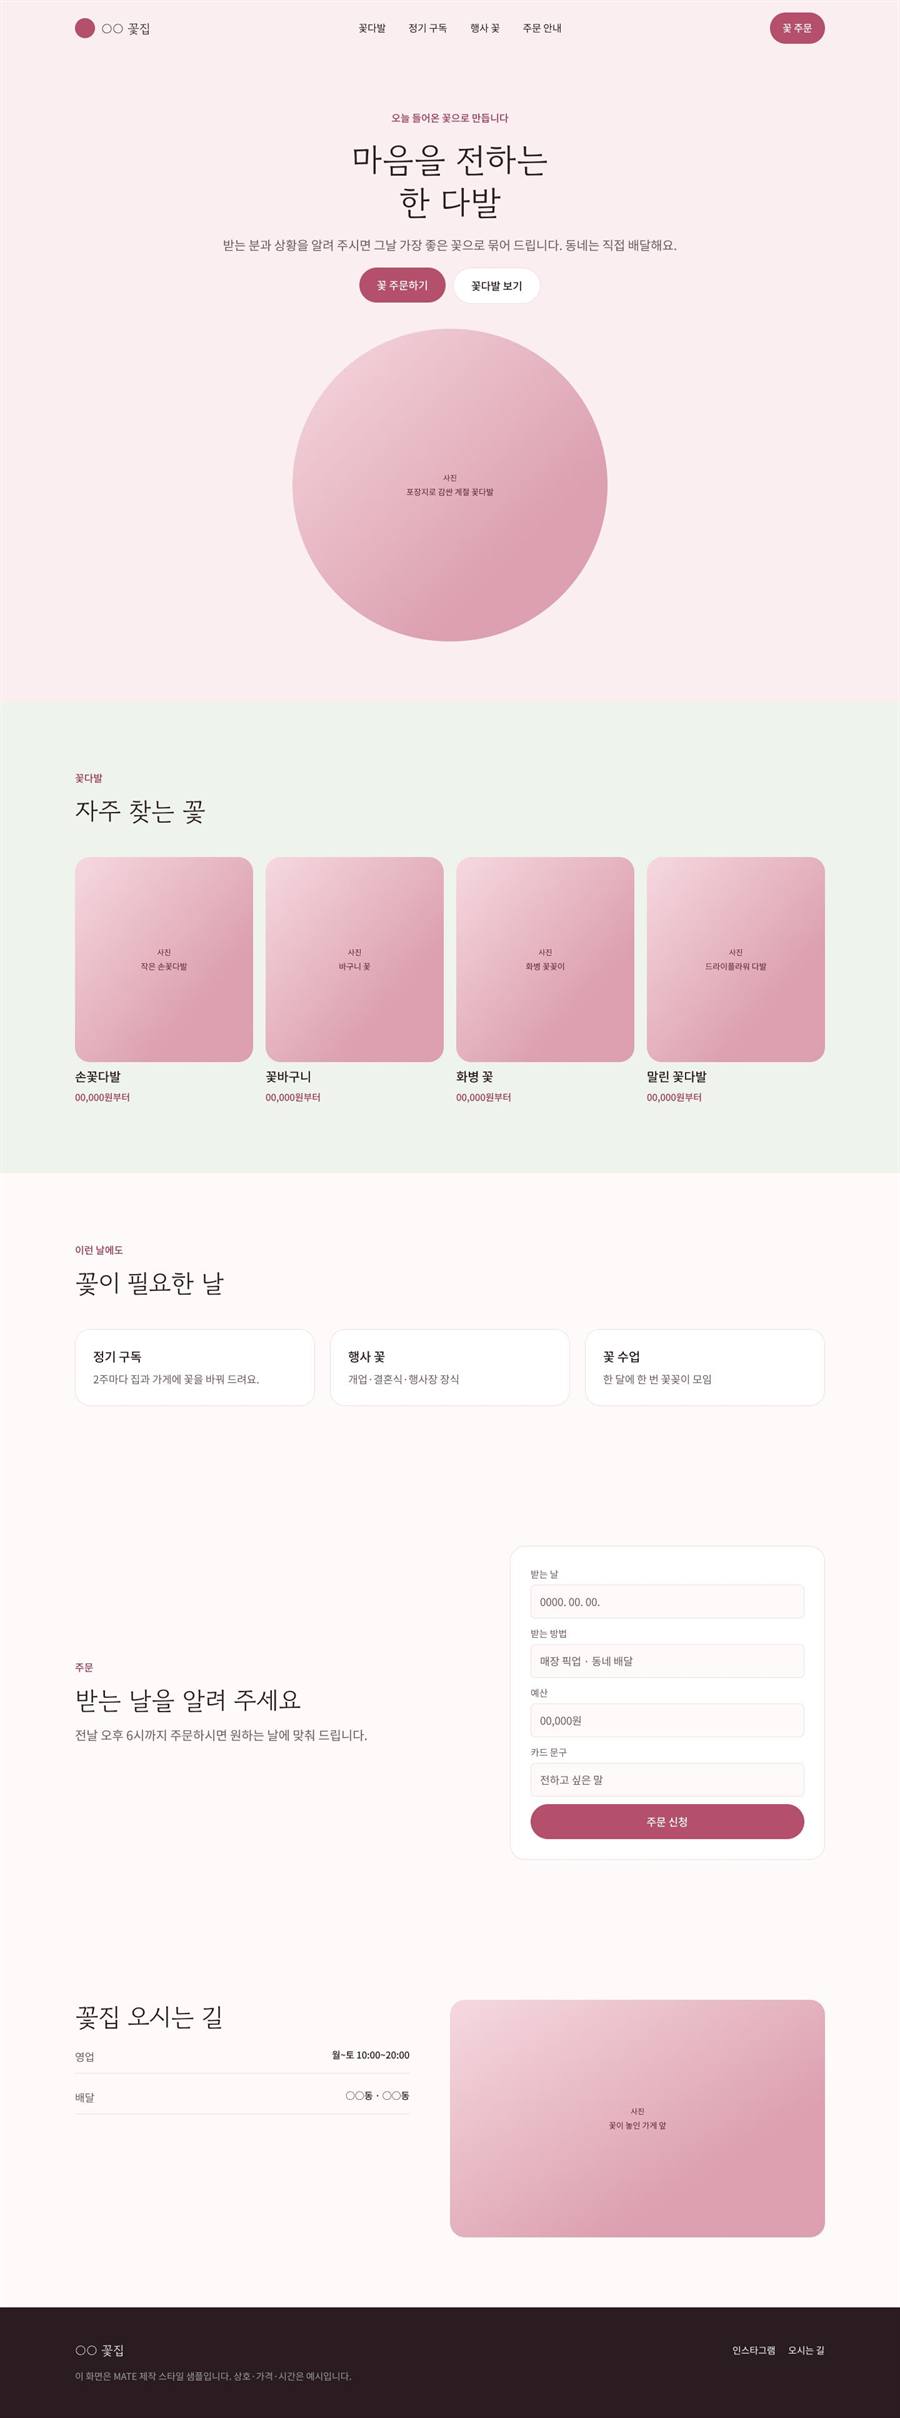 ○○ 꽃집
꽃다발
정기 구독
행사 꽃
주문 안내
꽃 주문
오늘 들어온 꽃으로 만듭니다
마음을 전하는
한 다발
받는 분과 상황을 알려 주시면 그날 가장 좋은 꽃으로 묶어 드립니다. 동네는 직접 배달해요.
꽃 주문하기
꽃다발 보기
사진
포장지로 감싼 계절 꽃다발
꽃다발
자주 찾는 꽃
사진
작은 손꽃다발
사진
바구니 꽃
사진
화병 꽃꽂이
사진
드라이플라워 다발
손꽃다발
00,000원부터
꽃바구니
00,000원부터
화병 꽃
00,000원부터
말린 꽃다발
00,000원부터
이런 날에도
꽃이 필요한 날
정기 구독
2주마다 집과 가게에 꽃을 바꿔 드려요.
행사 꽃
개업·결혼식·행사장 장식
꽃 수업
한 달에 한 번 꽃꽂이 모임
주문
받는 날을 알려 주세요
전날 오후 6시까지 주문하시면 원하는 날에 맞춰 드립니다.
받는 날
0000. 00. 00.
받는 방법
매장 픽업 · 동네 배달
예산
00,000원
카드 문구
전하고 싶은 말
주문 신청
꽃집 오시는 길
영업
월~토 10:00~20:00
배달
○○동 · ○○동
사진
꽃이 놓인 가게 앞
○○ 꽃집
이 화면은 MATE 제작 스타일 샘플입니다. 상호·가격·시간은 예시입니다.
인스타그램
오시는 길